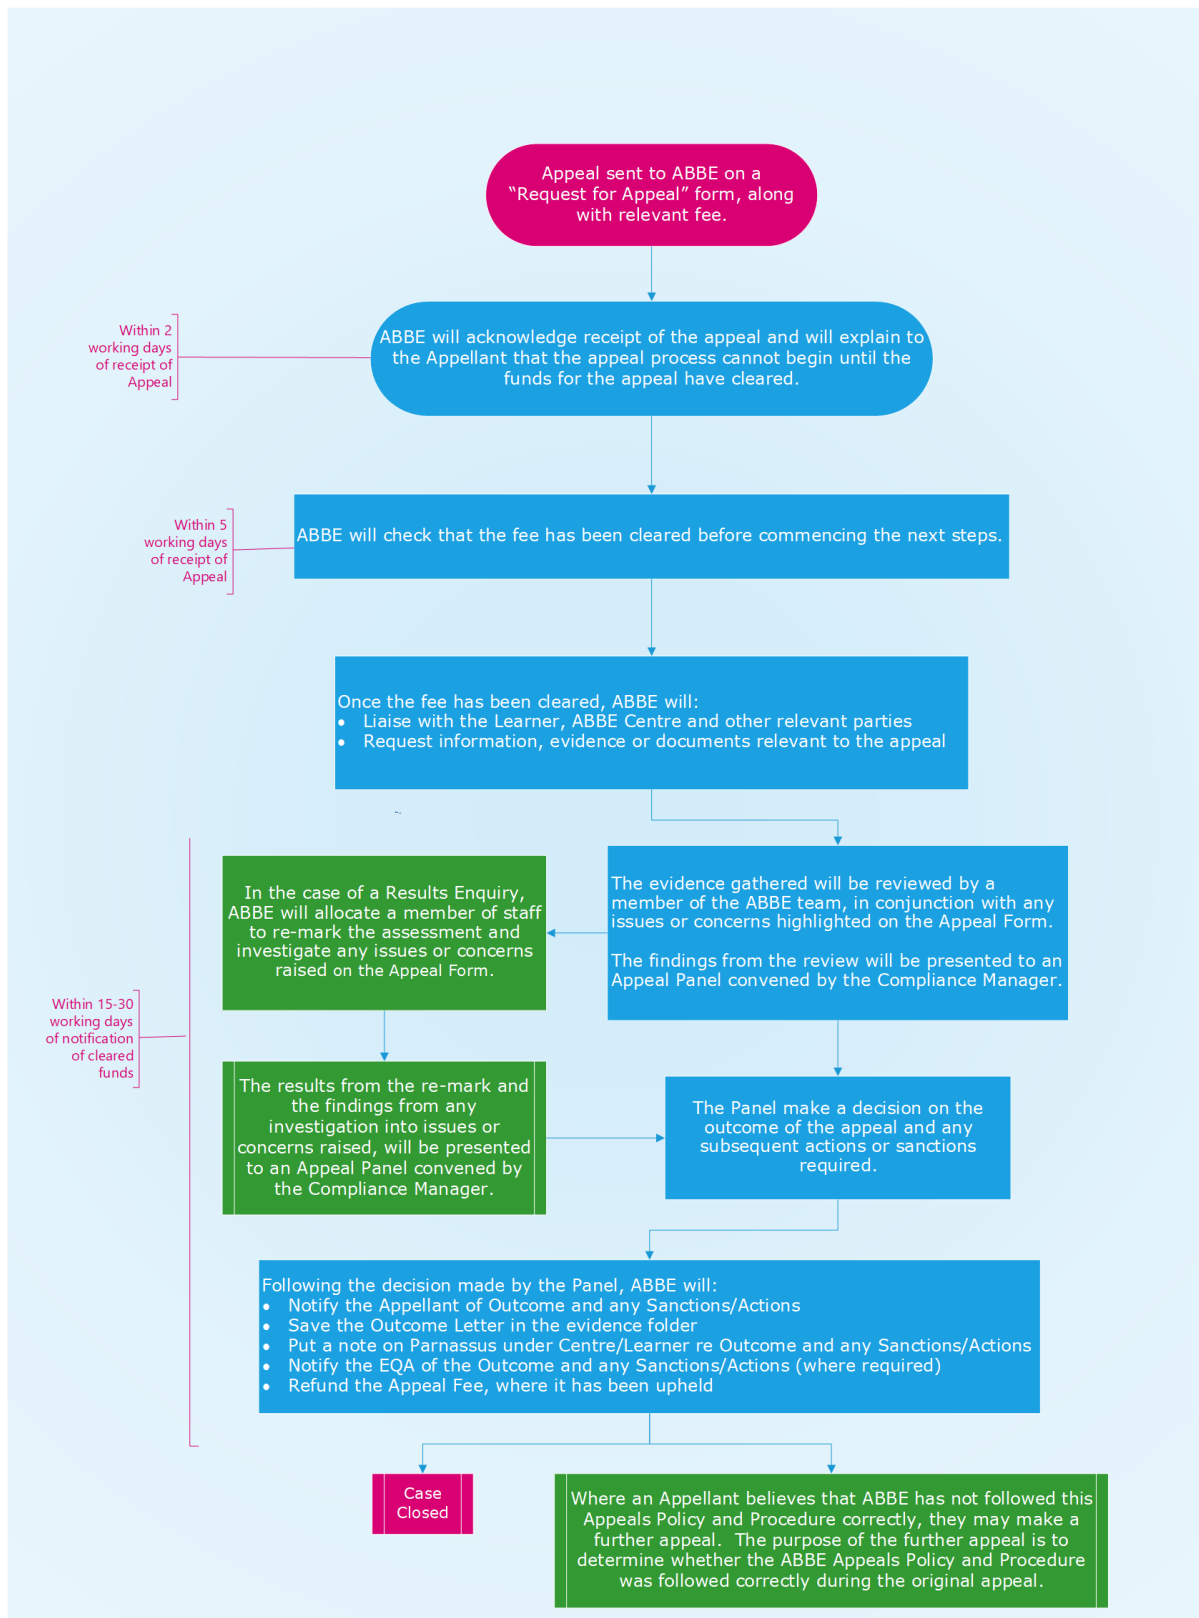 Appeal sent to ABBE on a
“Request for Appeal” form, along
with relevant fee.
Within 2
working days
of receipt of
Appeal
ABBE will acknowledge receipt of the appeal and will explain to
the Appellant that the appeal process cannot begin until the
funds for the appeal have cleared.
Within 5
working days
of receipt of
Appeal
ABBE will check that the fee has been cleared before commencing the next steps.
Once the fee has been cleared, ABBE will:
• Liaise with the Learner, ABBE Centre and other relevant parties
• Request information, evidence or documents relevant to the appeal
The evidence gathered will be reviewed by a
member of the ABBE team, in conjunction with any
issues or concerns highlighted on the Appeal Form.
The findings from the review will be presented to an
Appeal Panel convened by the Compliance Manager.
In the case of a Results Enquiry,
ABBE will allocate a member of staff
to re-mark the assessment and
investigate any issues or concerns
raised on the Appeal Form.
Within 15-30
working days
of notification
of cleared
funds
The results from the re-mark and
the findings from any
investigation into issues or
concerns raised, will be presented
to an Appeal Panel convened by
the Compliance Manager.
The Panel make a decision on the
outcome of the appeal and any
subsequent actions or sanctions
required.
Following the decision made by the Panel, ABBE will:
• Notify the Appellant of Outcome and any Sanctions/Actions
• Save the Outcome Letter in the evidence folder
• Put a note on Parnassus under Centre/Learner re Outcome and any Sanctions/Actions
• Notify the EQA of the Outcome and any Sanctions/Actions (where required)
• Refund the Appeal Fee, where it has been upheld
Case
Closed
Where an Appellant believes that ABBE has not followed this
Appeals Policy and Procedure correctly, they may make a
further appeal.  The purpose of the further appeal is to
determine whether the ABBE Appeals Policy and Procedure
was followed correctly during the original appeal.